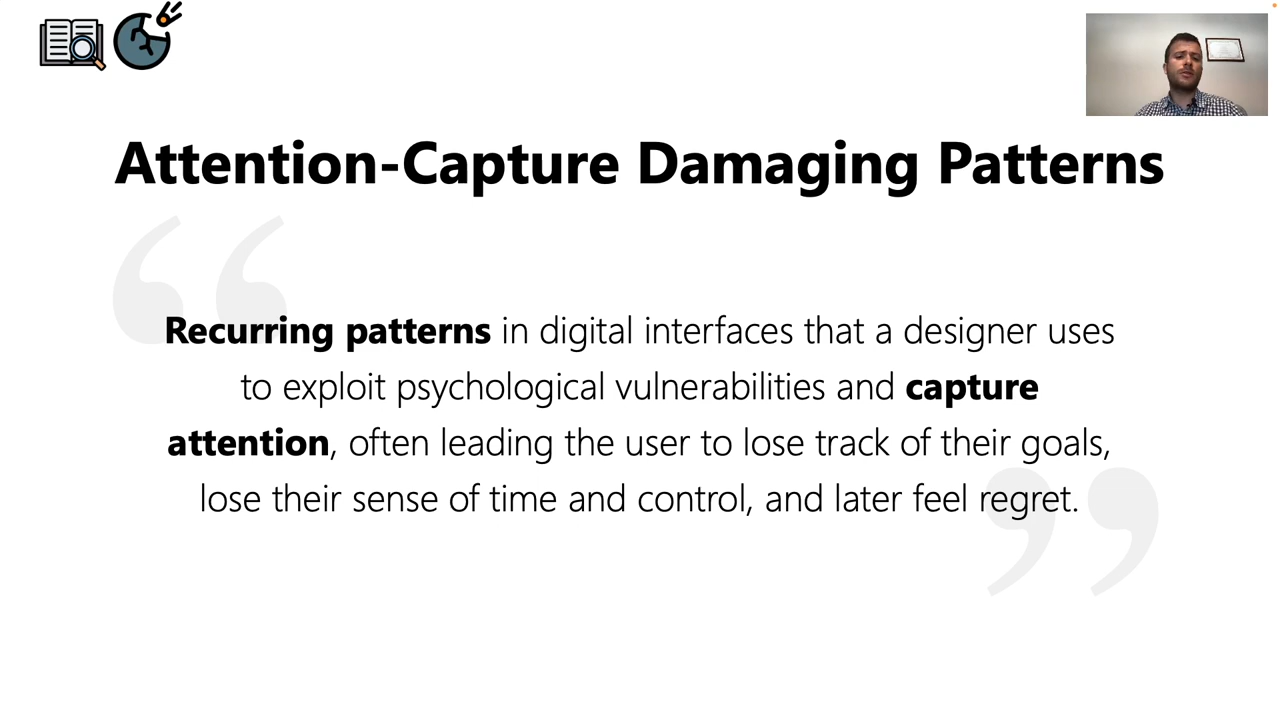 Attention-Capture Damaging Patterns
Recurring patterns in digital interfaces that a designer uses
to exploit psychological vulnerabilities and capture
attention, often leading the user to lose track of their goals,
lose their sense of time and control, and later feel regret.